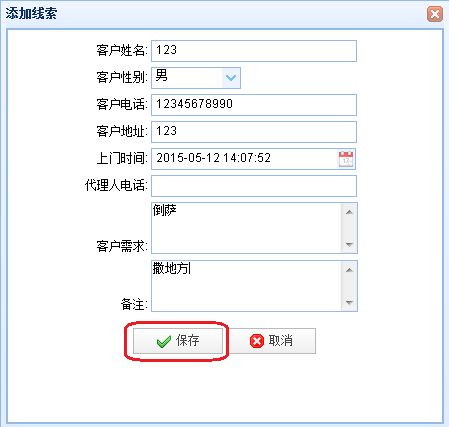 添加线索
客户姓名: 123
客户性别: 男
客户电话: 12345678990
客户地址: 123
上门时间: 2015-05-12 14:07:52
代理人电话:
倒萨
客户需求:
撒地方
备注:
保存 取消